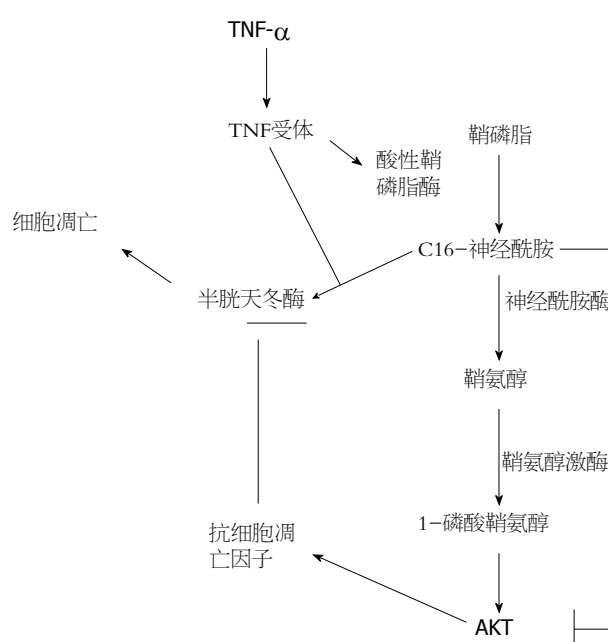 TNF-α
TNF受体
鞘磷脂
酸性鞘
磷脂酶
细胞凋亡
C16-神经酰胺
半胱天冬酶
神经酰胺酶
鞘氨醇
鞘氨醇激酶
1-磷酸鞘氨醇
抗细胞凋
亡因子
AKT